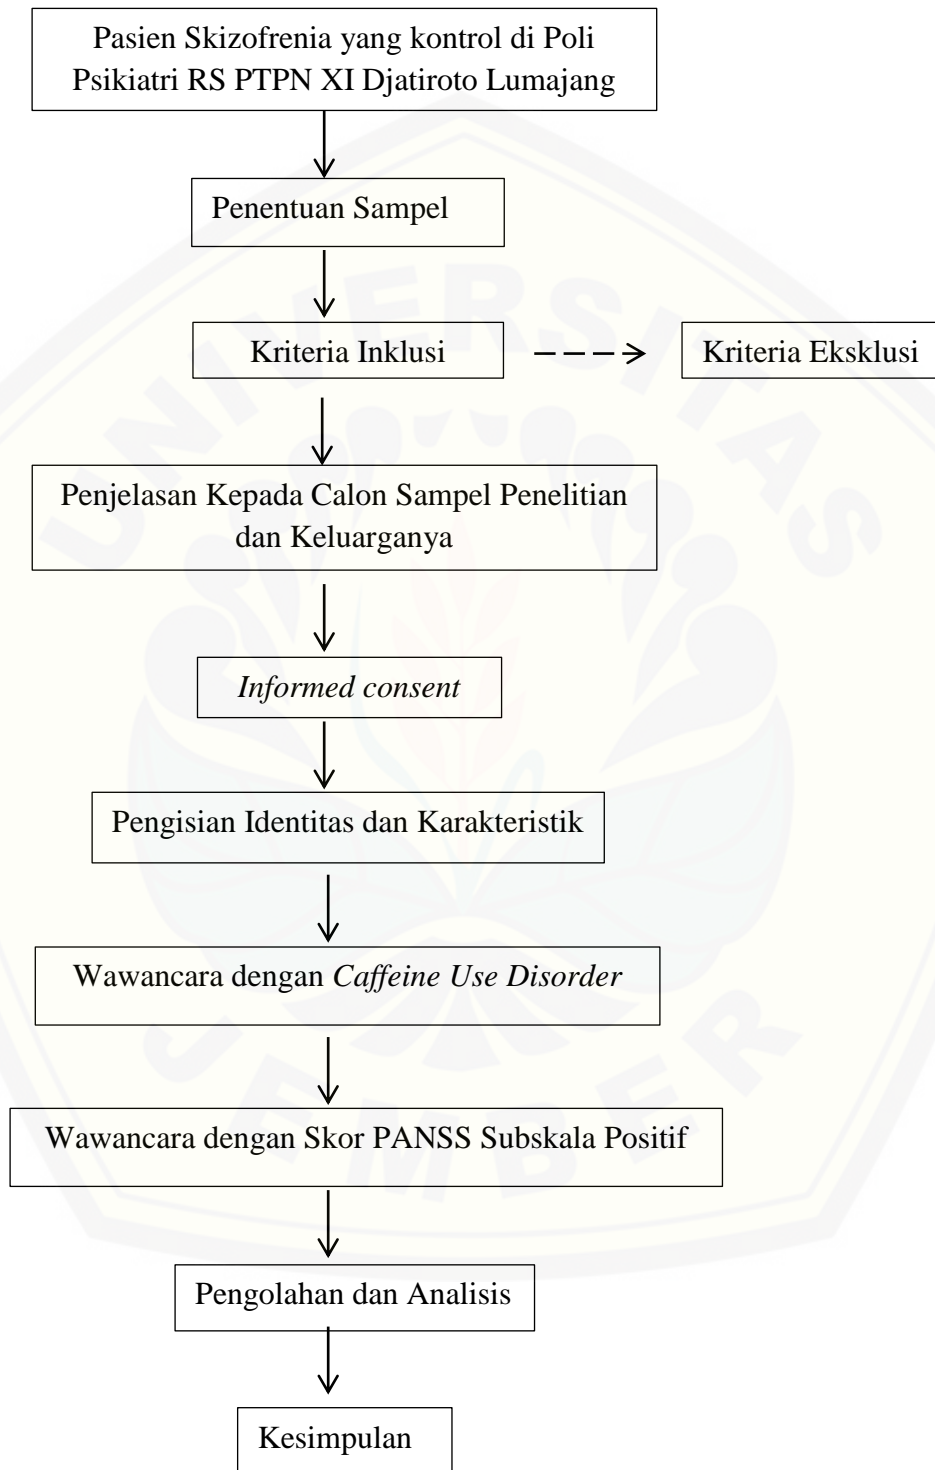 Pasien Skizofrenia yang kontrol di Poli
Psikiatri RS PTPN XI Djatiroto Lumajang
Penentuan Sampel
Kriteria Inklusi
Kriteria Eksklusi
Penjelasan Kepada Calon Sampel Penelitian
dan Keluarganya
Informed consent
Pengisian Identitas dan Karakteristik
Wawancara dengan Caffeine Use Disorder
Wawancara dengan Skor PANSS Subskala Positif
Pengolahan dan Analisis
Kesimpulan
UNIVERSITAS
JEMBER